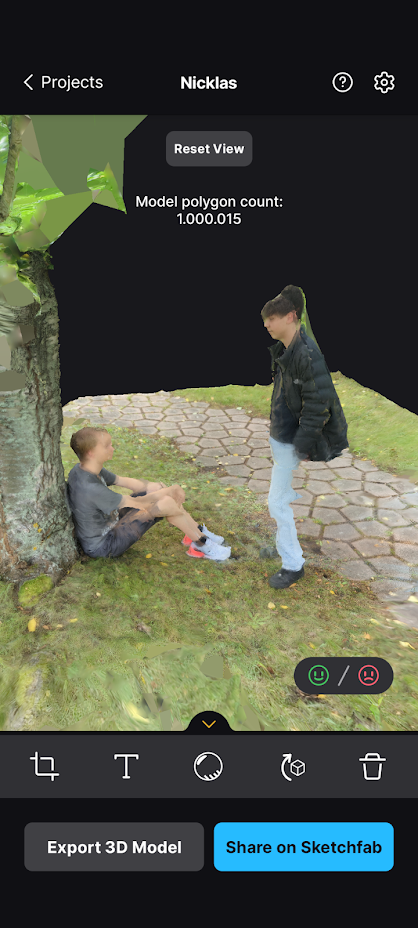 Projects
Nicklas
Reset View
Model polygon count:
1.000.015
Export 3D Model
Share on Sketchfab